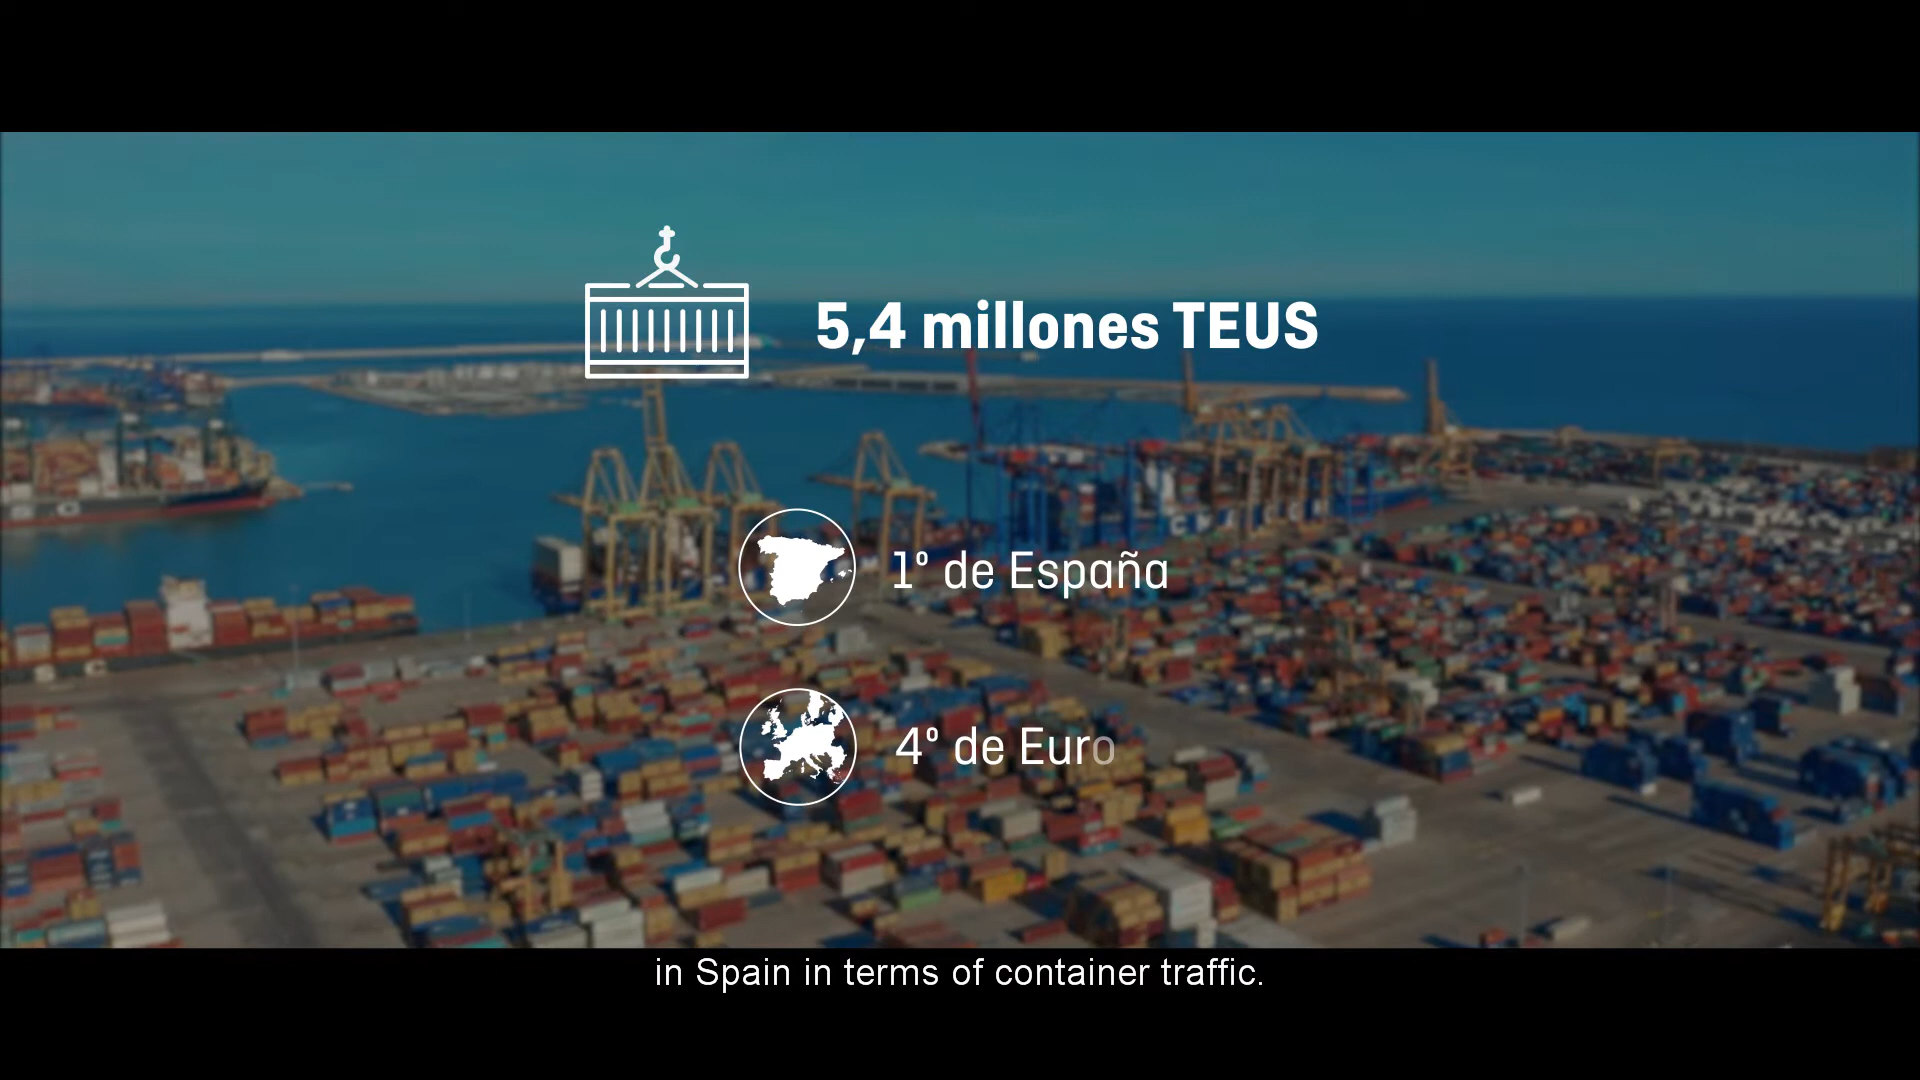 5,4 millones TEUS
1º de España
4º de Euro
in Spain in terms of container traffic.